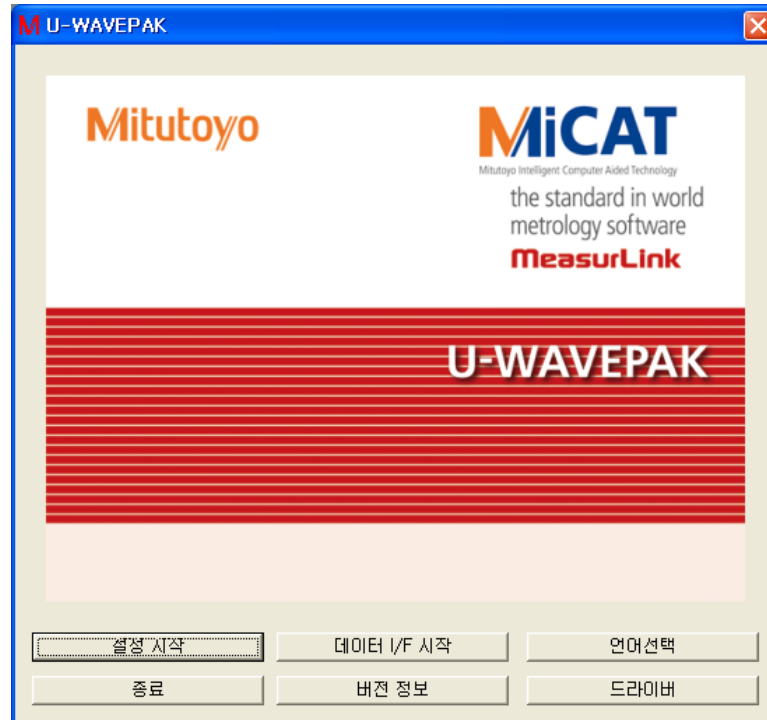 U-WAVEPAK
Mitutoyo
MiCAT
Mitutoyo Intelligent Computer Aided Technology
the standard in world
metrology software
MeasurLink
U-WAVEPAK
설정 시작
데이터 I/F 시작
언어선택
종료
버전 정보
드라이버